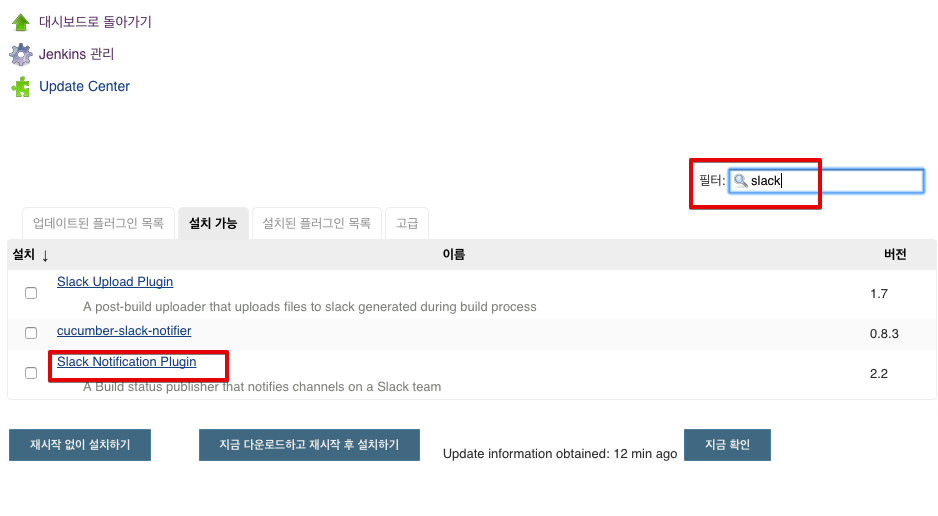 대시보드로 돌아가기
Jenkins 관리
Update Center
필터: slack
업데이트된 플러그인 목록 설치 가능 설치된 플러그인 목록 고급
설치 ↓ 이름 버전
Slack Upload Plugin
A post-build uploader that uploads files to slack generated during build process 1.7
cucumber-slack-notifier 0.8.3
Slack Notification Plugin
A Build status publisher that notifies channels on a Slack team 2.2
재시작 없이 설치하기 지금 다운로드하고 재시작 후 설치하기 Update information obtained: 12 min ago 지금 확인